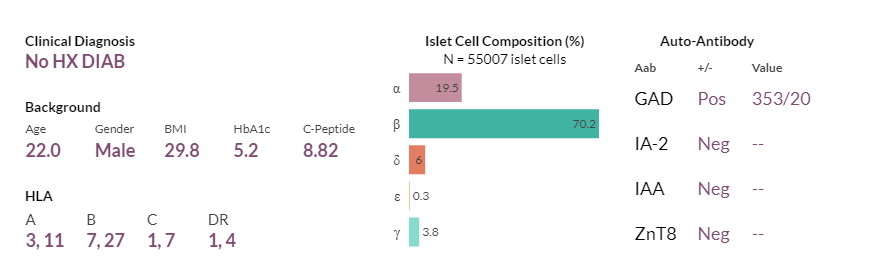 Clinical Diagnosis
No HX DIAB
Background
Age Gender BMI HbA1c C-Peptide
22.0 Male 29.8 5.2 8.82
HLA
A B C DR
3, 11 7, 27 1, 7 1, 4
Islet Cell Composition (%)
N = 55007 islet cells
α 19.5
β 70.2
δ 6
ε 0.3
γ 3.8
Auto-Antibody
Aab +/- Value
GAD Pos 353/20
IA-2 Neg --
IAA Neg --
ZnT8 Neg --